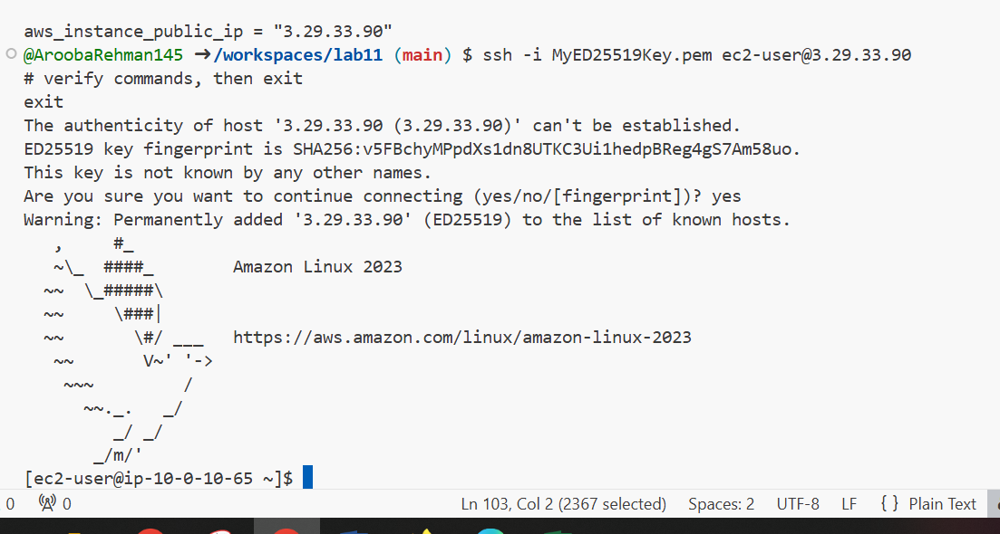 aws_instance_public_ip = "3.29.33.90"
@AroobaRehman145 ➜/workspaces/lab11 (main) $ ssh -i MyED25519Key.pem ec2-user@3.29.33.90
# verify commands, then exit
exit
The authenticity of host '3.29.33.90 (3.29.33.90)' can't be established.
ED25519 key fingerprint is SHA256:v5FBchyMPpdXs1dn8UTKC3Ui1hedpBReg4gS7Am58uo.
This key is not known by any other names.
Are you sure you want to continue connecting (yes/no/[fingerprint])? yes
Warning: Permanently added '3.29.33.90' (ED25519) to the list of known hosts.
   ,     #_
   ~\_  ####_        Amazon Linux 2023
  ~~  \_#####\
  ~~     \###|
  ~~       \#/ ___   https://aws.amazon.com/linux/amazon-linux-2023
   ~~       V~' '->
    ~~~         /
      ~~._.   _/
         _/ _/
       _/m/'
[ec2-user@ip-10-0-10-65 ~]$
0 0 Ln 103, Col 2 (2367 selected) Spaces: 2 UTF-8 LF { } Plain Text